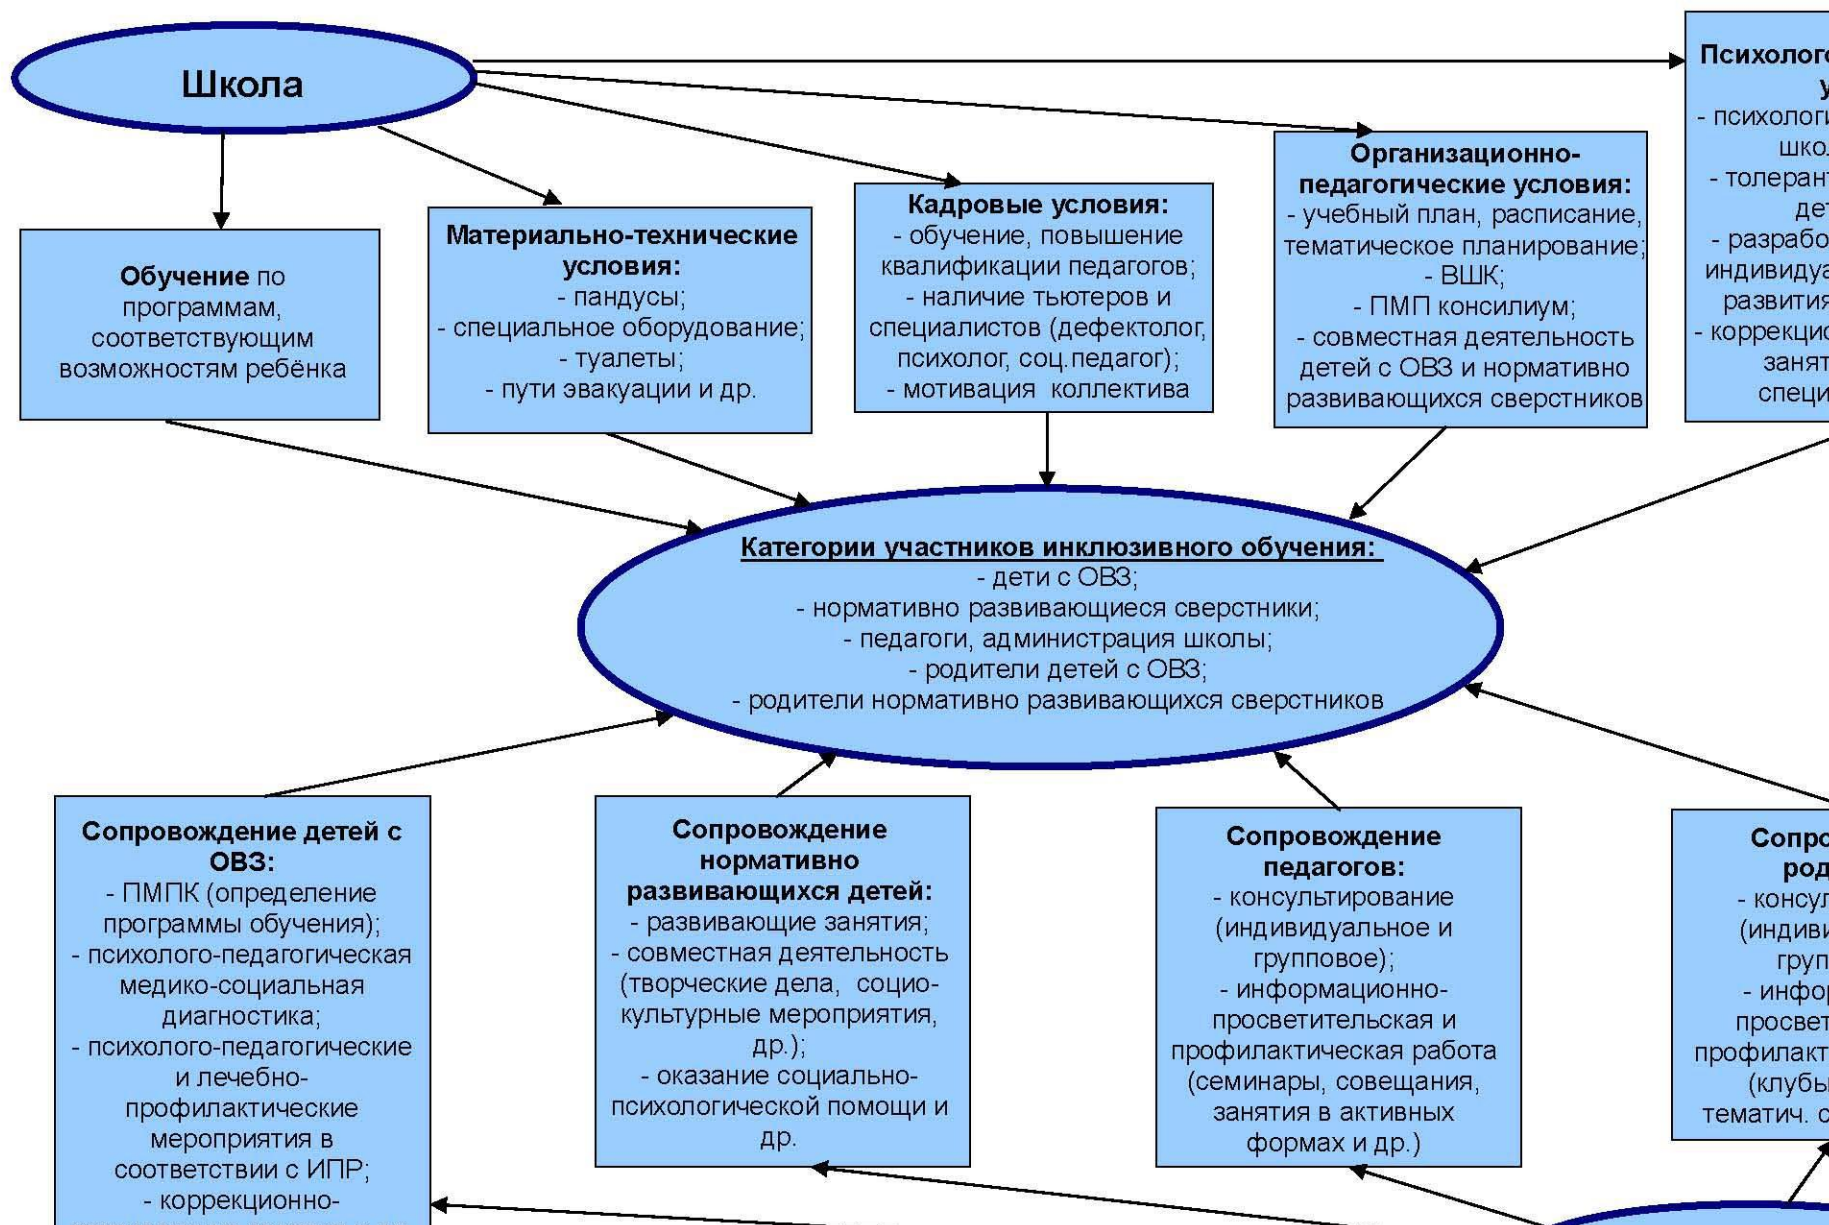 Школа
Обучение по
программам,
соответствующим
возможностям ребёнка
Материально-технические
условия:
- пандусы;
- специальное оборудование;
- туалеты;
- пути эвакуации и др.
Кадровые условия:
- обучение, повышение
квалификации педагогов;
- наличие тьютеров и
специалистов (дефектолог,
психолог, соц.педагог);
- мотивация коллектива
Организационно-
педагогические условия:
- учебный план, расписание,
тематическое планирование;
- ВШК;
- ПМП консилиум;
- совместная деятельность
детей с ОВЗ и нормативно
развивающихся сверстников
Категории участников инклюзивного обучения:
- дети с ОВЗ;
- нормативно развивающиеся сверстники;
- педагоги, администрация школы;
- родители детей с ОВЗ;
- родители нормативно развивающихся сверстников
Сопровождение детей с
ОВЗ:
- ПМПК (определение
программы обучения);
- психолого-педагогическая
медико-социальная
диагностика;
- психолого-педагогические
и лечебно-
профилактические
мероприятия в
соответствии с ИПР;
- коррекционно-
Сопровождение
нормативно
развивающихся детей:
- развивающие занятия;
- совместная деятельность
(творческие дела, социо-
культурные мероприятия,
др.);
- оказание социально-
психологической помощи и
др.
Сопровождение
педагогов:
- консультирование
(индивидуальное и
групповое);
- информационно-
просветительская и
профилактическая работа
(семинары, совещания,
занятия в активных
формах и др.)
(клубы
тематич.